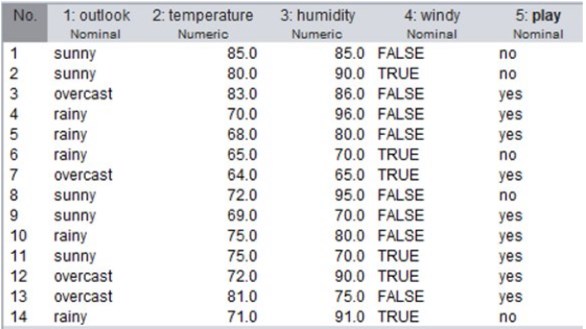 No. 1: outlook 2: temperature 3: humidity 4: windy 5: play
Nominal Numeric Numeric Nominal Nominal
1 sunny 85.0 85.0 FALSE no
2 sunny 80.0 90.0 TRUE no
3 overcast 83.0 86.0 FALSE yes
4 rainy 70.0 96.0 FALSE yes
5 rainy 68.0 80.0 FALSE yes
6 rainy 65.0 70.0 TRUE no
7 overcast 64.0 65.0 TRUE yes
8 sunny 72.0 95.0 FALSE no
9 sunny 69.0 70.0 FALSE yes
10 rainy 75.0 80.0 FALSE yes
11 sunny 75.0 70.0 TRUE yes
12 overcast 72.0 90.0 TRUE yes
13 overcast 81.0 75.0 FALSE yes
14 rainy 71.0 91.0 TRUE no